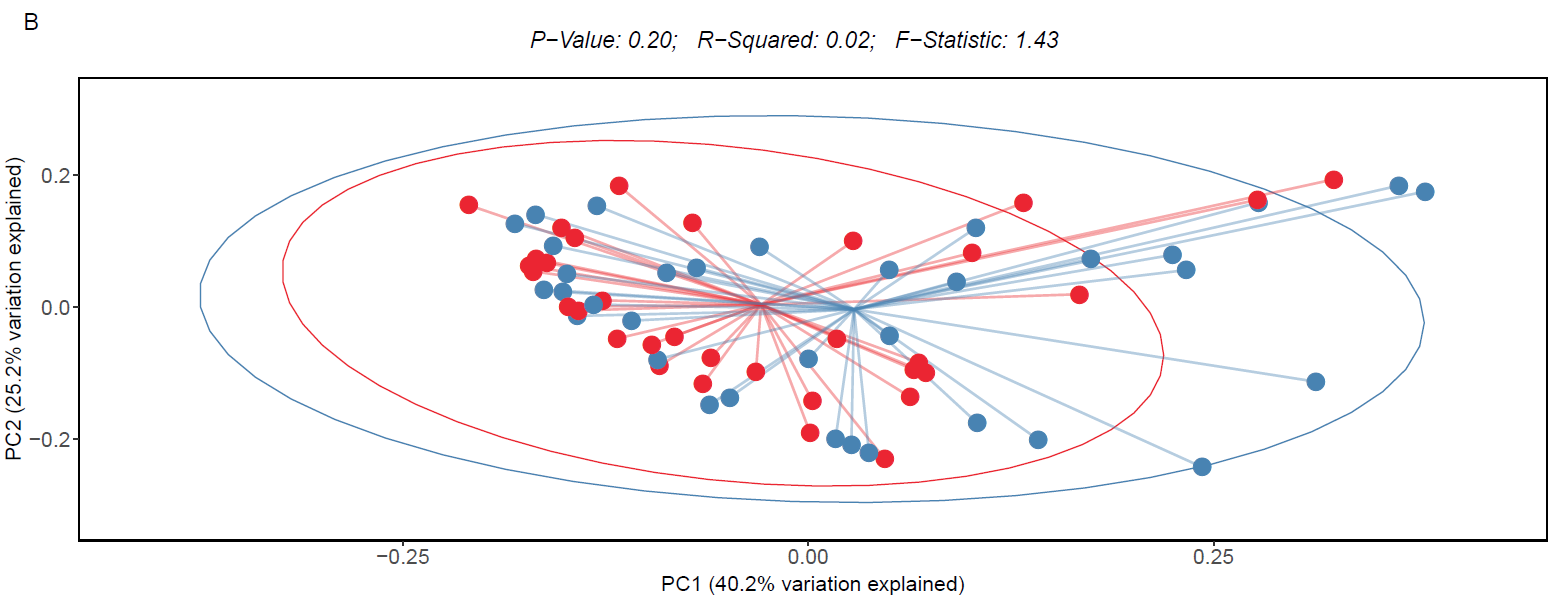 B
P−Value: 0.20; R−Squared: 0.02; F−Statistic: 1.43
PC2 (25.2% variation explained)
0.2
0.0
−0.2
−0.25
0.00
0.25
PC1 (40.2% variation explained)